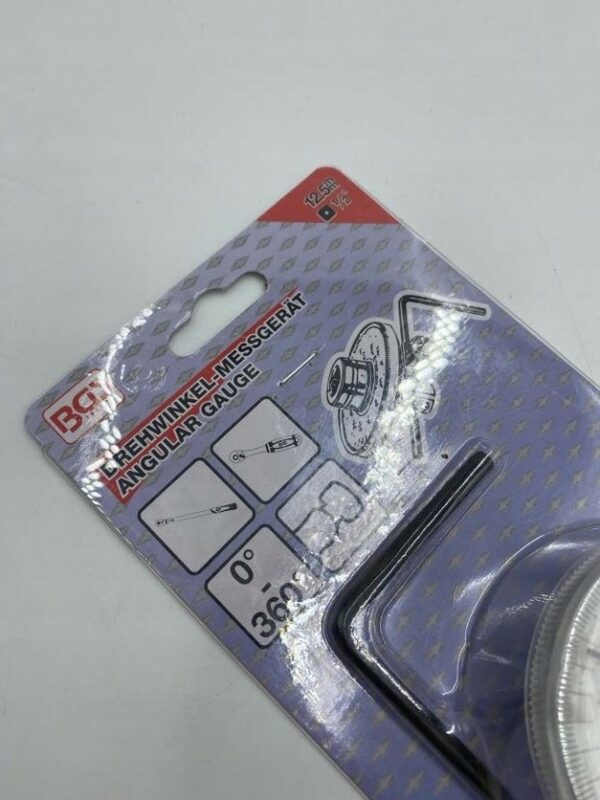 12,5mm
1/2"
BGS
DREHWINKEL-MESSGERÄT
ANGULAR GAUGE
0°
-
360°